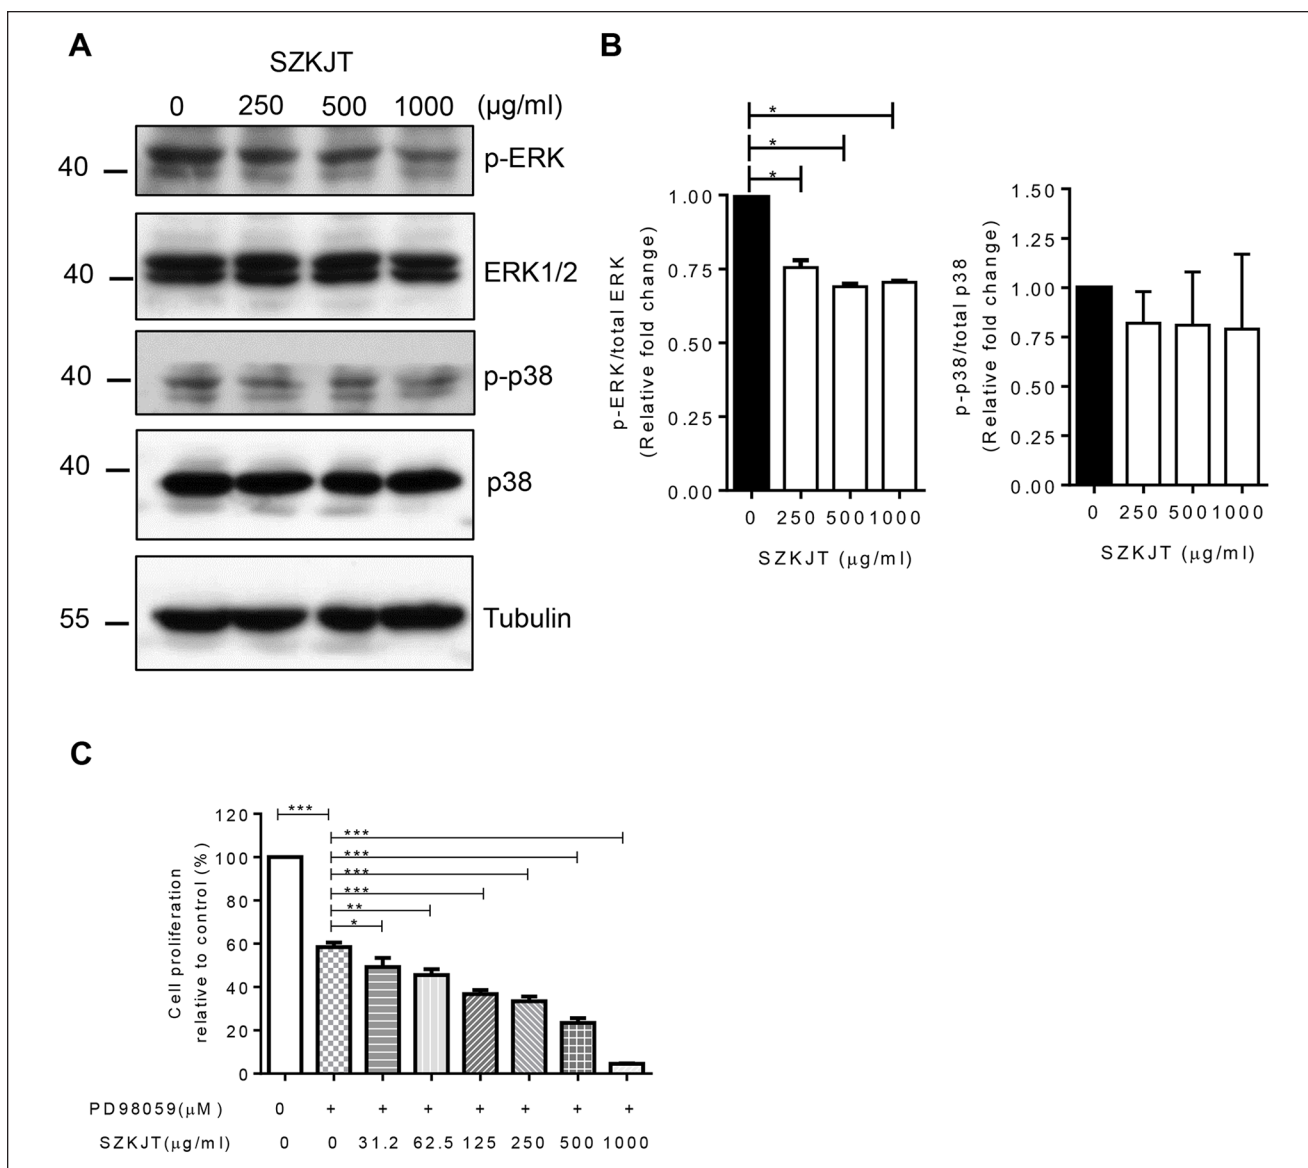 A
SZKJT
0 250 500 1000 (μg/ml)
40 p-ERK
40 ERK1/2
40 p-p38
40 p38
55 Tubulin
B
*
*
*
p-ERK/total ERK
(Relative fold change)
1.00
0.75
0.50
0.25
0.00
0 250 500 1000
SZKJT (μg/ml)
p-p38/total p38
(Relative fold change)
1.50
1.25
1.00
0.75
0.50
0.25
0.00
0 250 500 1000
SZKJT (μg/ml)
C
Cell proliferation
relative to control (%)
120
100
80
60
40
20
0
***
***
***
***
***
**
*
PD98059(μM) 0 + + + + + + +
SZKJT(μg/ml) 0 0 31.2 62.5 125 250 500 1000